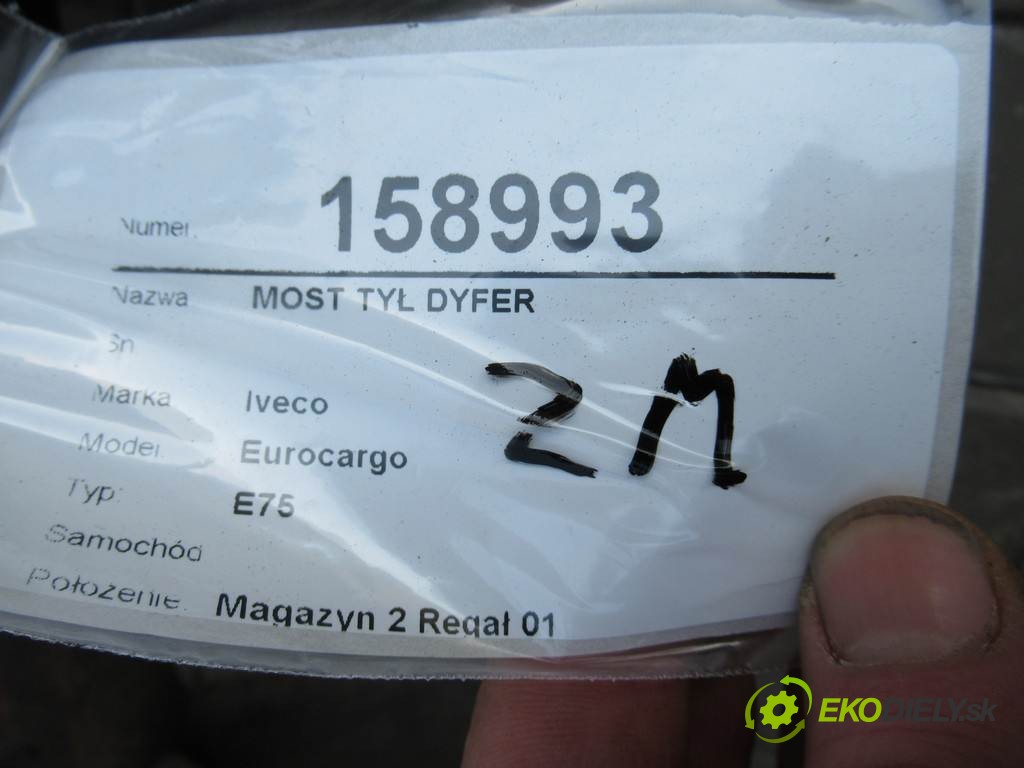 Numer. 158993
Nazwa MOST TYŁ DYFER
Sn
Marka Iveco
Model. Eurocargo
Typ: E75
Samochód
Położenie. Magazyn 2 Regał 01
2M
EKODIELY.sk